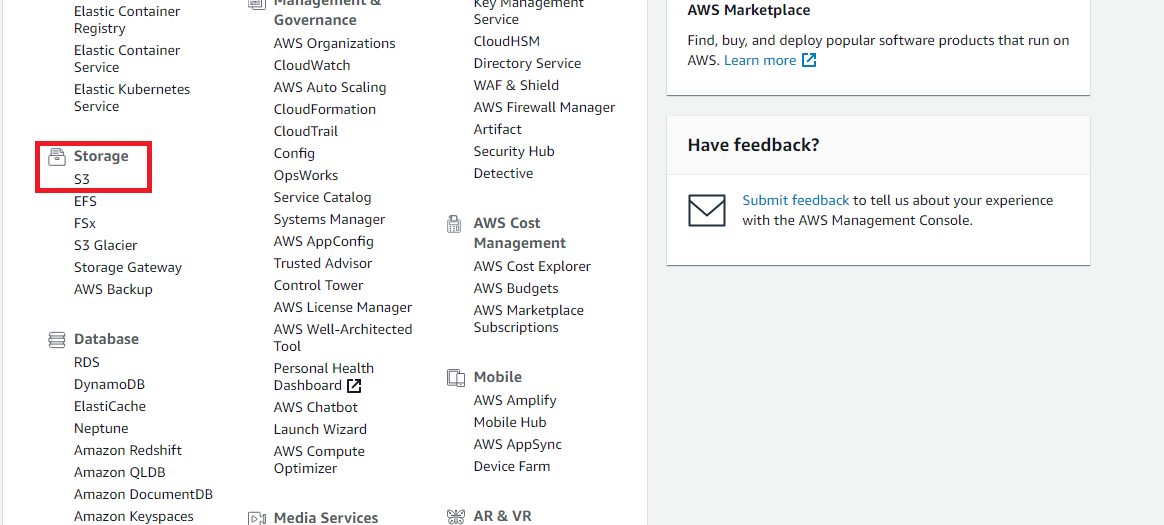 Elastic Container
Registry
Elastic Container
Service
Elastic Kubernetes
Service
Storage
S3
EFS
FSx
S3 Glacier
Storage Gateway
AWS Backup
Database
RDS
DynamoDB
ElastiCache
Neptune
Amazon Redshift
Amazon QLDB
Amazon DocumentDB
Amazon Keyspaces
Management &
Governance
AWS Organizations
CloudWatch
AWS Auto Scaling
CloudFormation
CloudTrail
Config
OpsWorks
Service Catalog
Systems Manager
AWS AppConfig
Trusted Advisor
Control Tower
AWS License Manager
AWS Well-Architected
Tool
Personal Health
Dashboard
AWS Chatbot
Launch Wizard
AWS Compute
Optimizer
Media Services
Key Management
Service
CloudHSM
Directory Service
WAF & Shield
AWS Firewall Manager
Artifact
Security Hub
Detective
AWS Cost
Management
AWS Cost Explorer
AWS Budgets
AWS Marketplace
Subscriptions
Mobile
AWS Amplify
Mobile Hub
AWS AppSync
Device Farm
AR & VR
AWS Marketplace
Find, buy, and deploy popular software products that run on
AWS. Learn more
Have feedback?
Submit feedback to tell us about your experience
with the AWS Management Console.